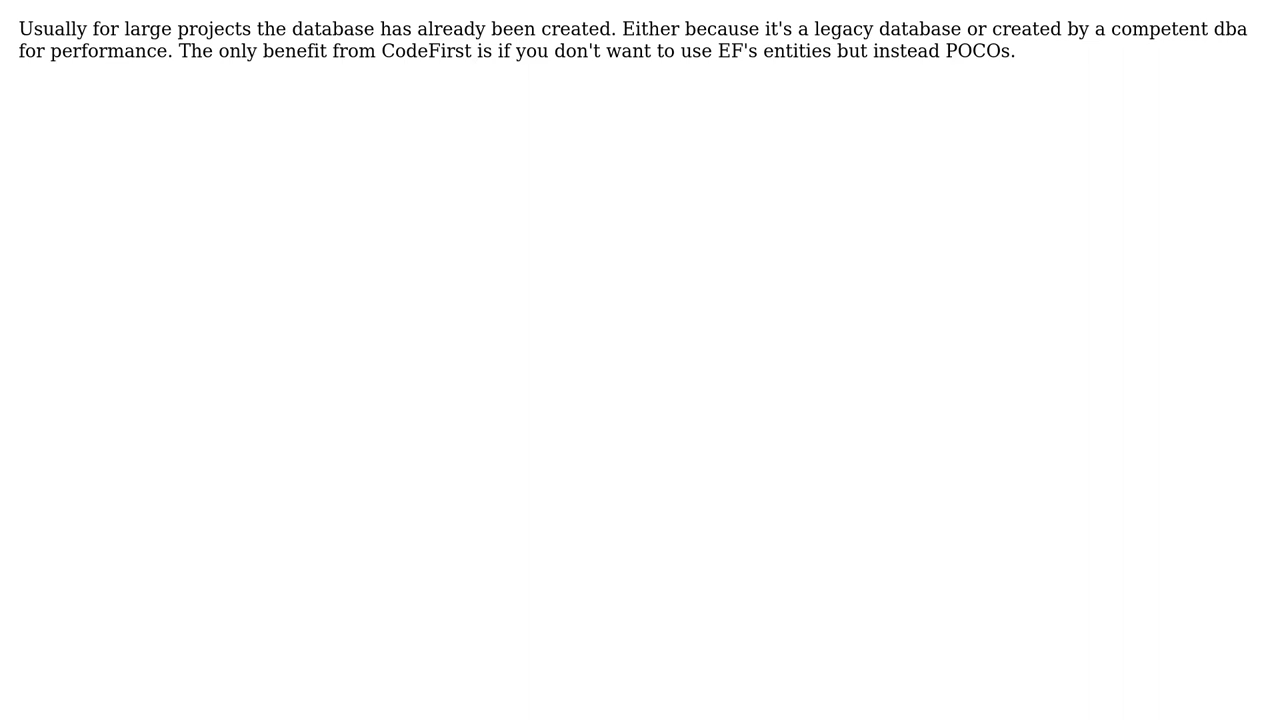 Usually for large projects the database has already been created. Either because it's a legacy database or created by a competent dba
for performance. The only benefit from CodeFirst is if you don't want to use EF's entities but instead POCOs.